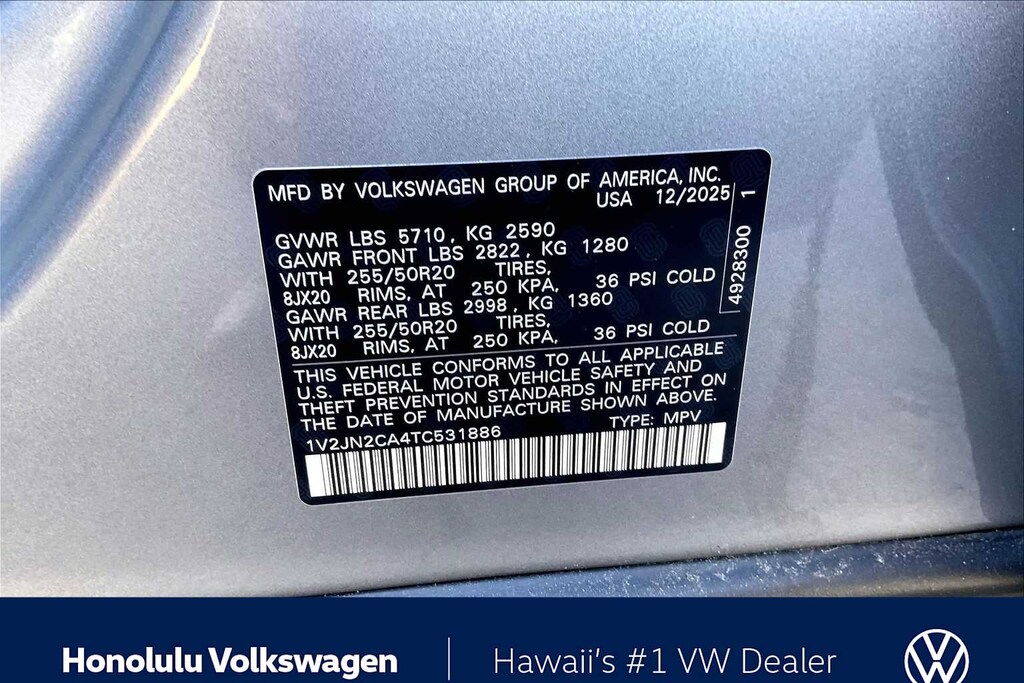 MFD BY VOLKSWAGEN GROUP OF AMERICA, INC.
USA 12/2025
GVWR LBS 5710, KG 2590
GAWR FRONT LBS 2822, KG 1280
WITH 255/50R20 TIRES,
8JX20 RIMS, AT 250 KPA, 36 PSI COLD
GAWR REAR LBS 2998, KG 1360
WITH 255/50R20 TIRES,
8JX20 RIMS, AT 250 KPA, 36 PSI COLD
4928300 1
THIS VEHICLE CONFORMS TO ALL APPLICABLE
U.S. FEDERAL MOTOR VEHICLE SAFETY AND
THEFT PREVENTION STANDARDS IN EFFECT ON
THE DATE OF MANUFACTURE SHOWN ABOVE.
1V2JN2CA4TC531886 TYPE: MPV
Honolulu Volkswagen | Hawaii's #1 VW Dealer